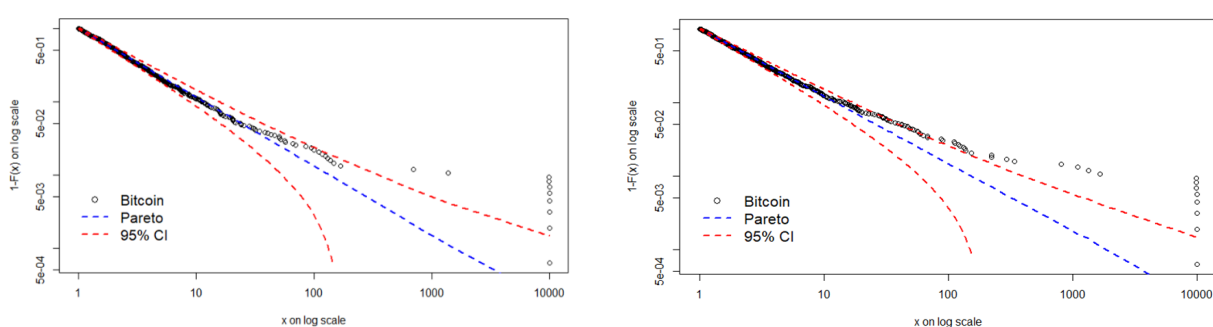 1-F(x) on log scale
5e-01
5e-02
5e-03
5e-04
Bitcoin
Pareto
95% CI
1 10 100 1000 10000
x on log scale
1-F(x) on log scale
5e-01
5e-02
5e-03
5e-04
Bitcoin
Pareto
95% CI
1 10 100 1000 10000
x on log scale